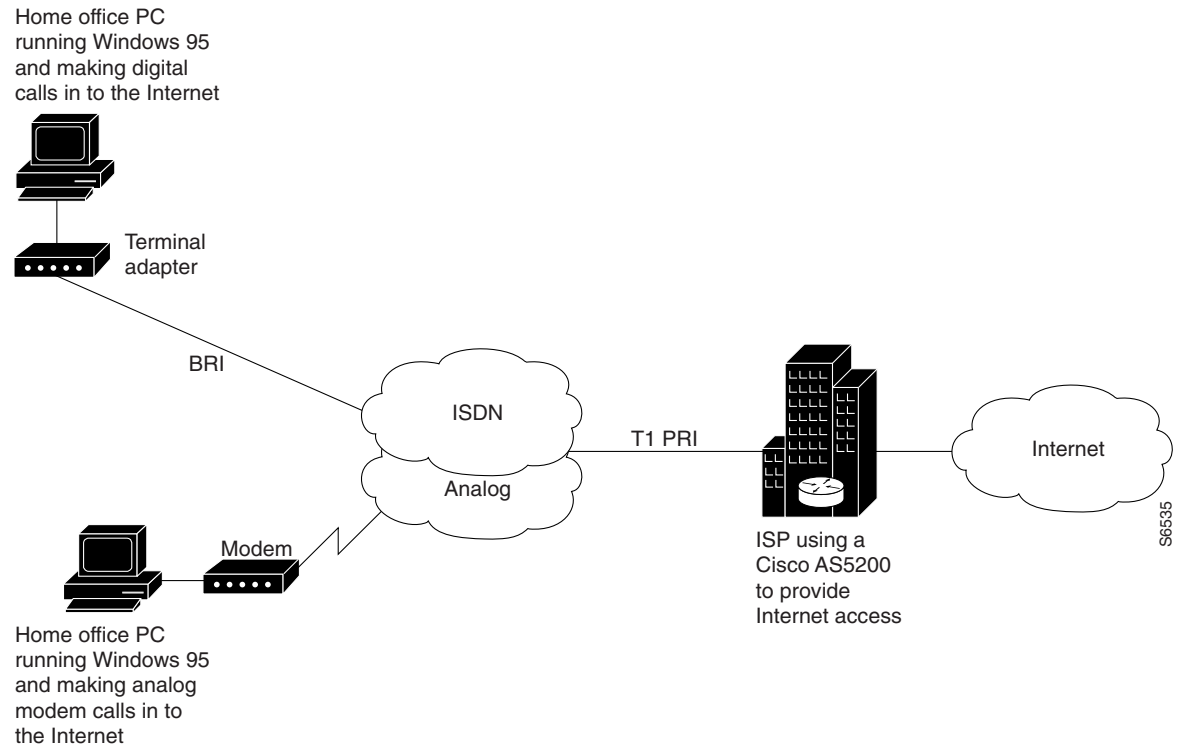 Home office PC
running Windows 95
and making digital
calls in to the Internet
Terminal
adapter
BRI
ISDN
T1 PRI
Internet
Analog
Modem
ISP using a
Cisco AS5200
to provide
Internet access
S6535
Home office PC
running Windows 95
and making analog
modem calls in to
the Internet